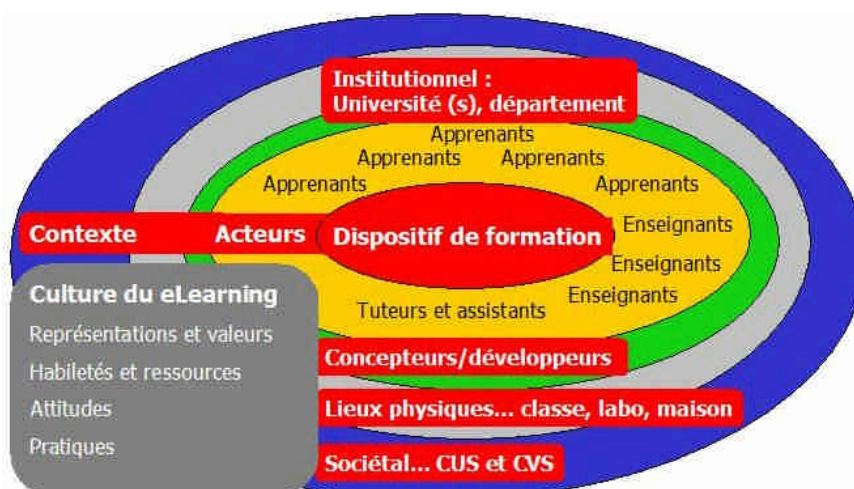 Institutionnel :
Université (s), département
Apprenants
Apprenants Apprenants
Apprenants Apprenants
Contexte Acteurs Dispositif de formation Enseignants
Enseignants
Enseignants
Tuteurs et assistants
Culture du eLearning
Représentations et valeurs
Habiletés et ressources
Attitudes
Pratiques
Concepteurs/développeurs
Lieux physiques... classe, labo, maison
Sociétal... CUS et CVS